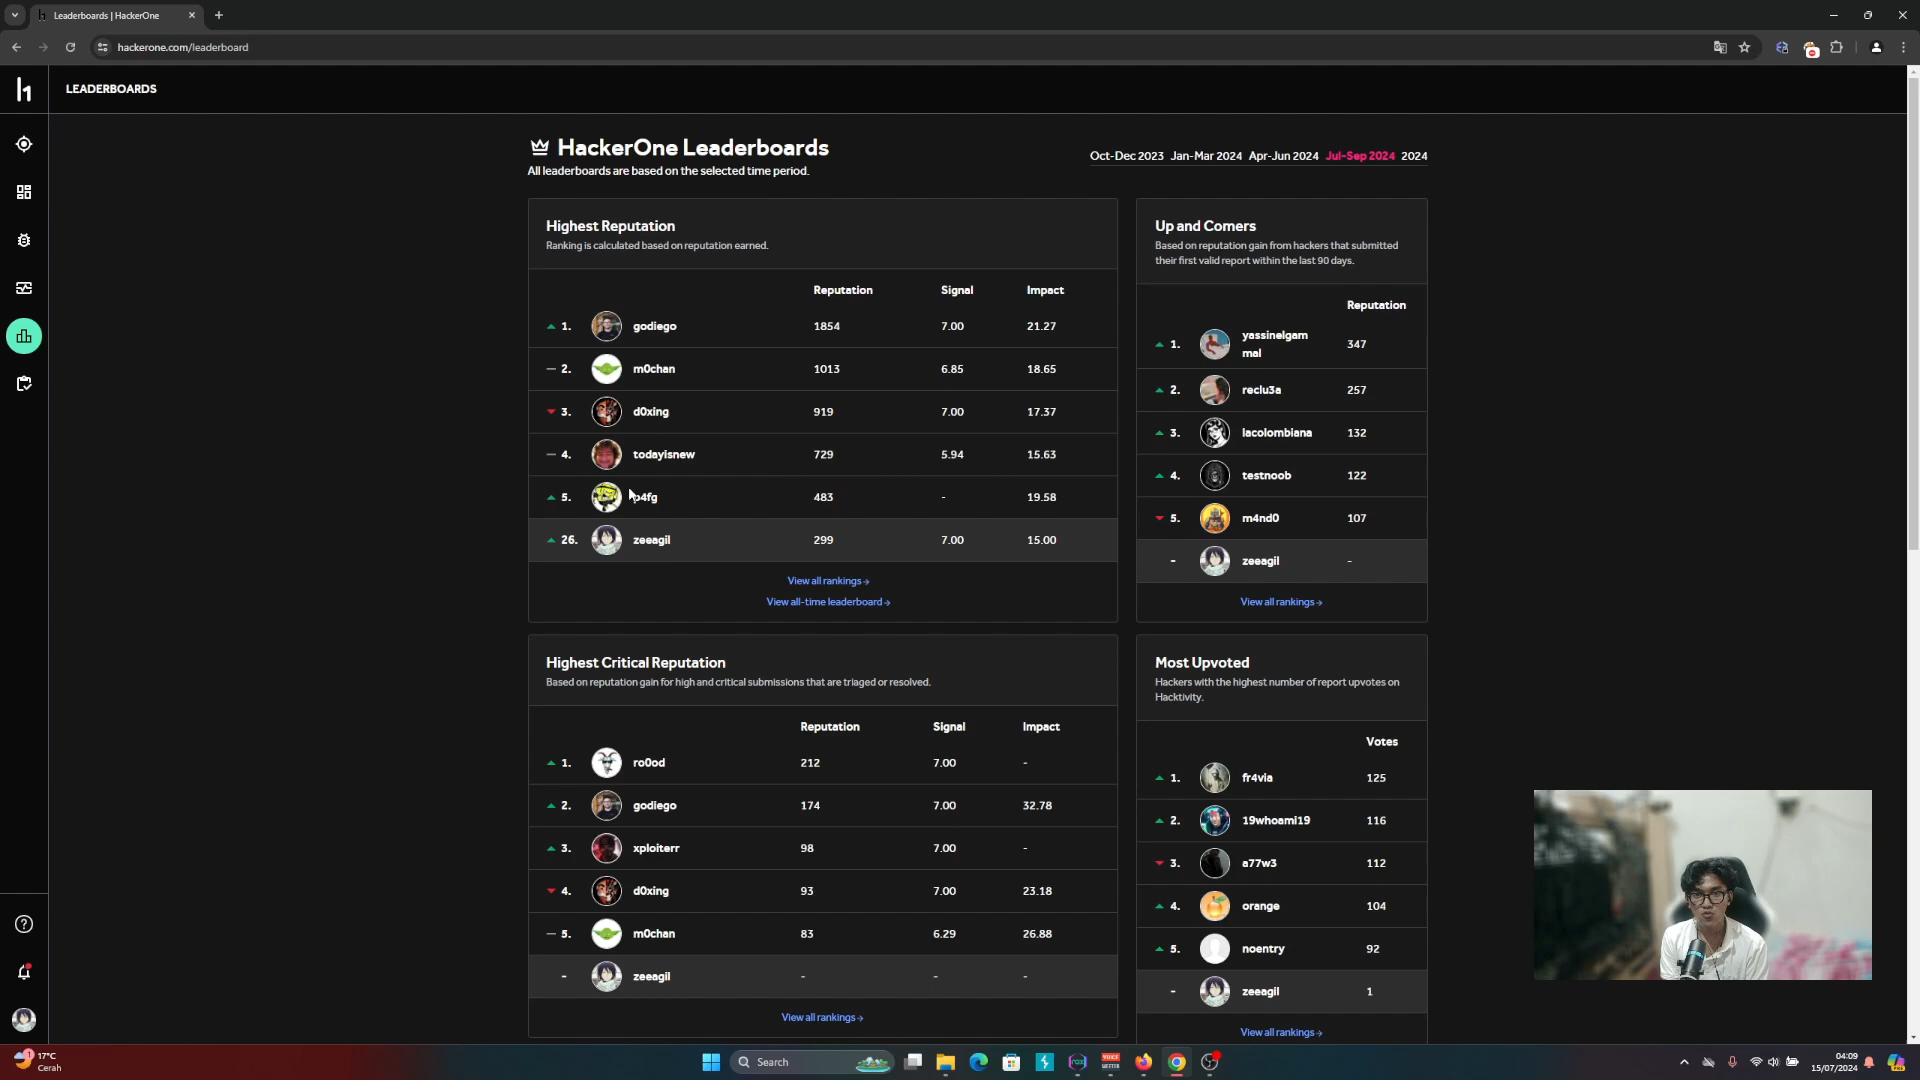 Leaderboards | HackerOne
hackerone.com/leaderboard
LEADERBOARDS
HackerOne Leaderboards
All leaderboards are based on the selected time period.
Oct-Dec 2023 Jan-Mar 2024 Apr-Jun 2024 Jul-Sep 2024 2024
Highest Reputation
Ranking is calculated based on reputation earned.
Reputation Signal Impact
1. godiego 1854 7.00 21.27
2. m0chan 1013 6.85 18.65
3. d0xing 919 7.00 17.37
4. todayisnew 729 5.94 15.63
5. p4fg 483 - 19.58
26. zeeagil 299 7.00 15.00
View all rankings→
View all-time leaderboard→
Up and Comers
Based on reputation gain from hackers that submitted
their first valid report within the last 90 days.
Reputation
1. yassinelgam
mal 347
2. reclu3a 257
3. lacolombiana 132
4. testnoob 122
5. m4nd0 107
- zeeagil -
View all rankings→
Highest Critical Reputation
Based on reputation gain for high and critical submissions that are triaged or resolved.
Reputation Signal Impact
1. ro0od 212 7.00 -
2. godiego 174 7.00 32.78
3. xploiterr 98 7.00 -
4. d0xing 93 7.00 23.18
5. m0chan 83 6.29 26.88
- zeeagil - - -
View all rankings→
Most Upvoted
Hackers with the highest number of report upvotes on
Hacktivity.
Votes
1. fr4via 125
2. 19whoami19 116
3. a77w3 112
4. orange 104
5. noentry 92
- zeeagil 1
View all rankings→
17°C
Cerah
Search
04:09
15/07/2024